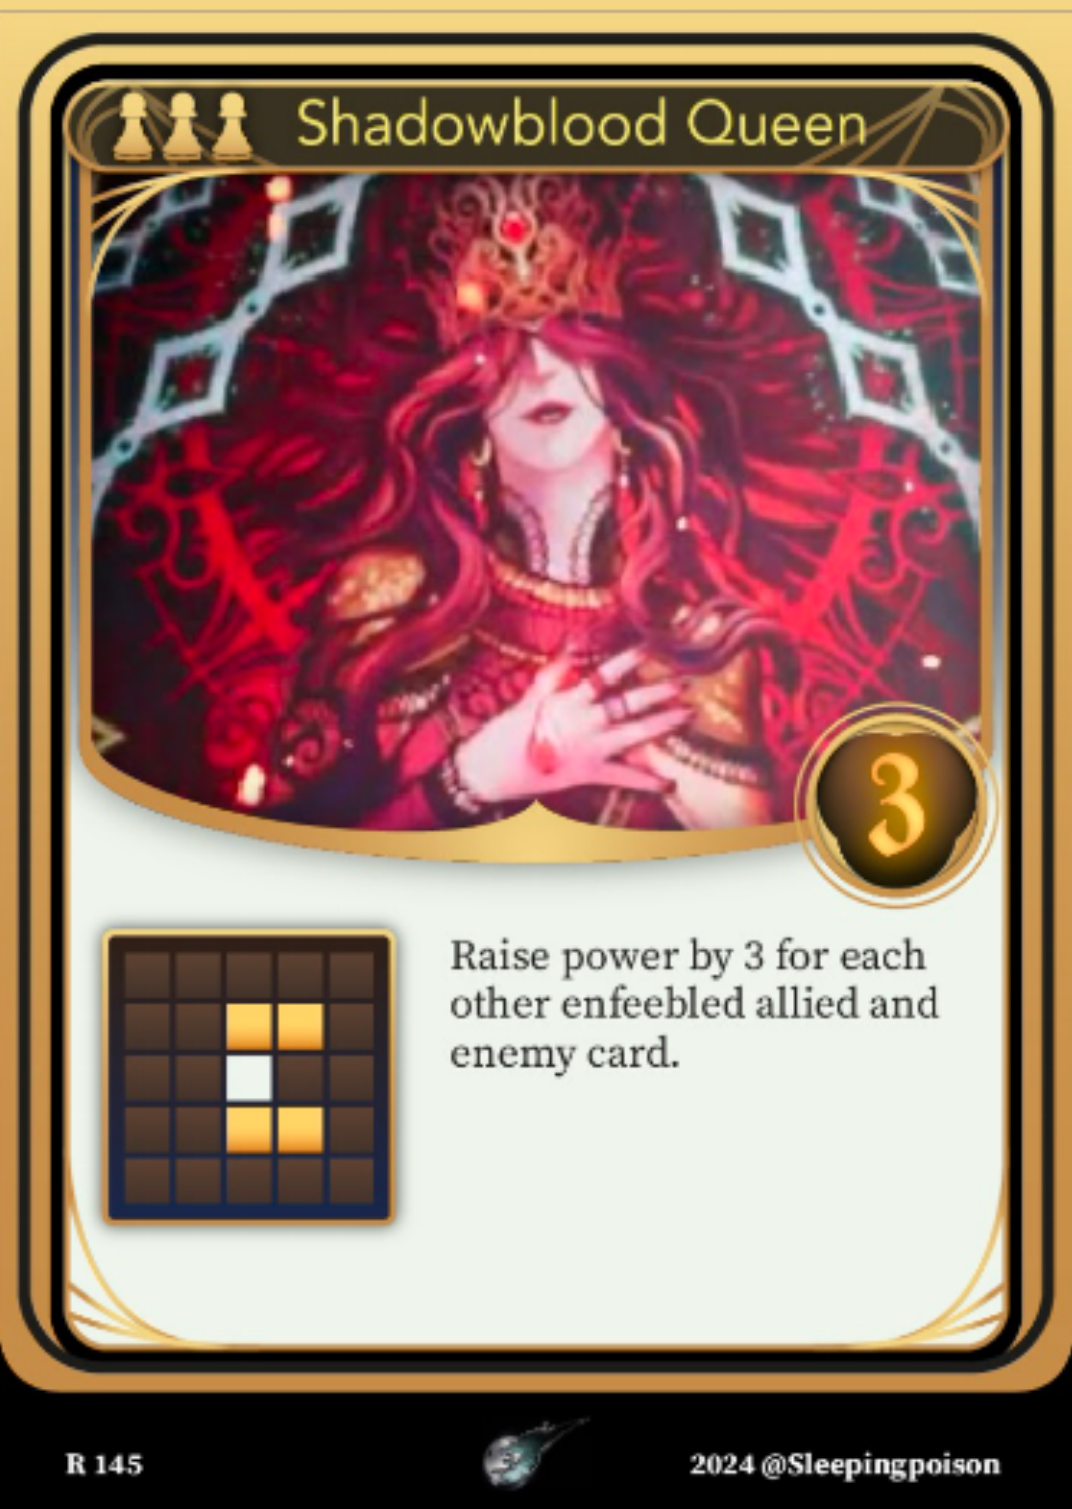 Shadowblood Queen
3
Raise power by 3 for each
other enfeebled allied and
enemy card.
R 145
2024 @Sleepingpoison